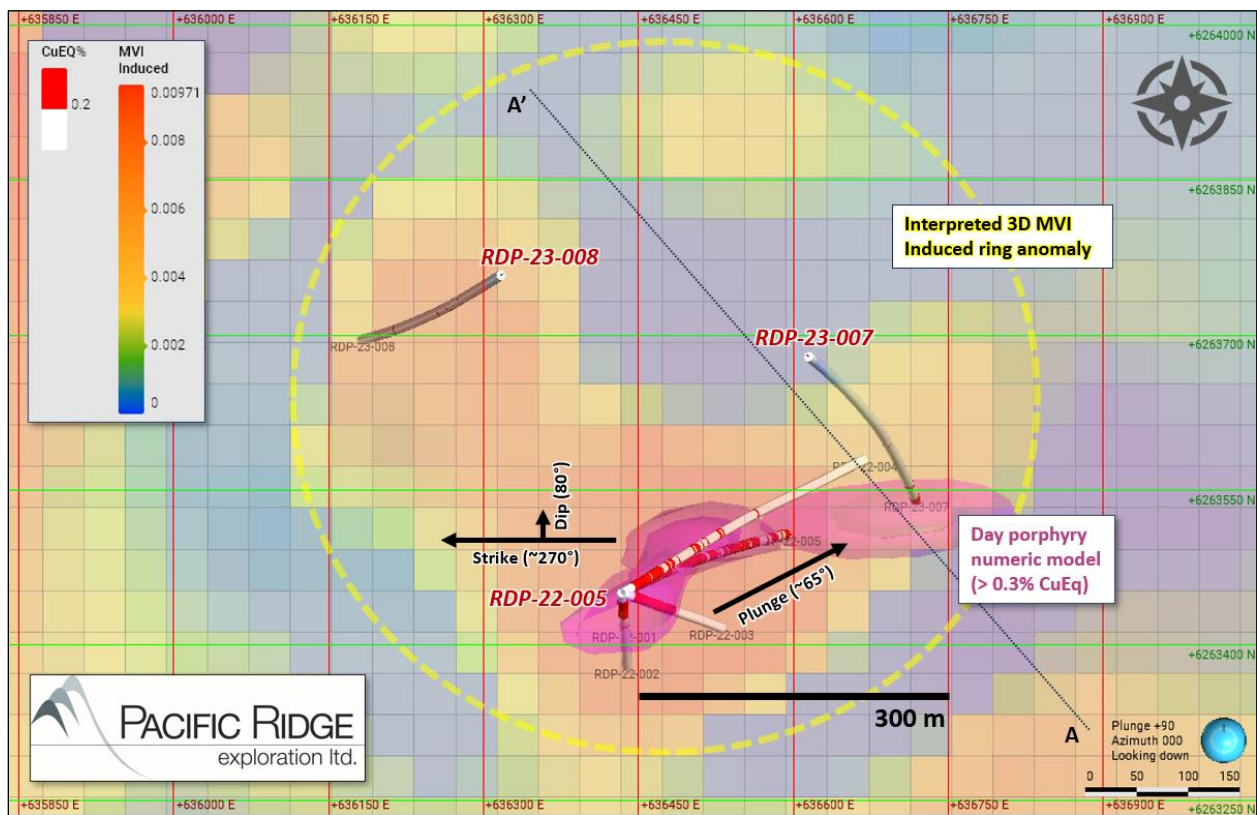 +635850 E
+636000 E
+636150 E
+636300 E
+636450 E
+636600 E
+636750 E
+636900 E
+6264000 N
CuEQ%
MVI
Induced
0.2
0.00971
0.008
0.006
0.004
0.002
0
A'
+6263850 N
Interpreted 3D MVI
Induced ring anomaly
RDP-23-008
RDP-23-008
RDP-23-007
+6263700 N
RDP-22-004
+6263550 N
RDP-23-007
Dip (80°)
Strike (~270°)
Day porphyry
numeric model
(> 0.3% CuEq)
Plunge (~65°)
RDP-22-005
RDP-22-003
RDP-22-002
+6263400 N
300 m
PACIFIC RIDGE
exploration ltd.
A
Plunge +90
Azimuth 000
Looking down
0 50 100 150
+635850 E
+636000 E
+636150 E
+636300 E
+636450 E
+636600 E
+636750 E
+636900 E
+6263250 N